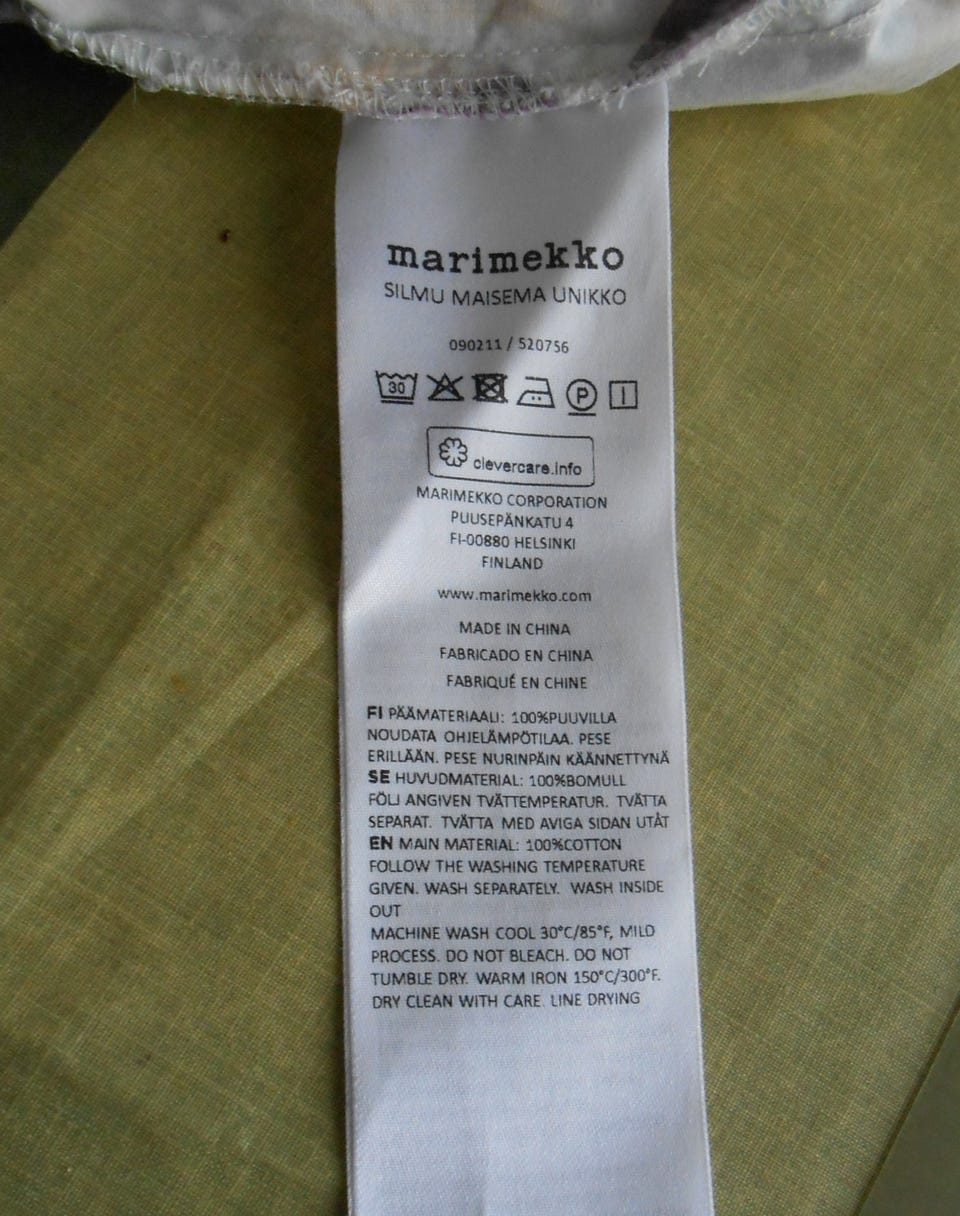 marimekko
SILMU MAISEMA UNIKKO
090211 / 520756
30 P
clevercare.info
MARIMEKKO CORPORATION
PUUSEPÄNKATU 4
FI-00880 HELSINKI
FINLAND
www.marimekko.com
MADE IN CHINA
FABRICADO EN CHINA
FABRIQUÉ EN CHINE
FI PÄÄMATERIAALI: 100%PUUVILLA
NOUDATA OHJELÄMPÖTILAA. PESE
ERILLÄÄN. PESE NURINPÄIN KÄÄNNETTYNÄ
SE HUVUDMATERIAL: 100%BOMULL
FÖLJ ANGIVEN TVÄTTEMPERATUR. TVÄTTA
SEPARAT. TVÄTTA MED AVIGA SIDAN UTÅT
EN MAIN MATERIAL: 100%COTTON
FOLLOW THE WASHING TEMPERATURE
GIVEN. WASH SEPARATELY. WASH INSIDE
OUT
MACHINE WASH COOL 30°C/85°F, MILD
PROCESS. DO NOT BLEACH. DO NOT
TUMBLE DRY. WARM IRON 150°C/300°F.
DRY CLEAN WITH CARE. LINE DRYING